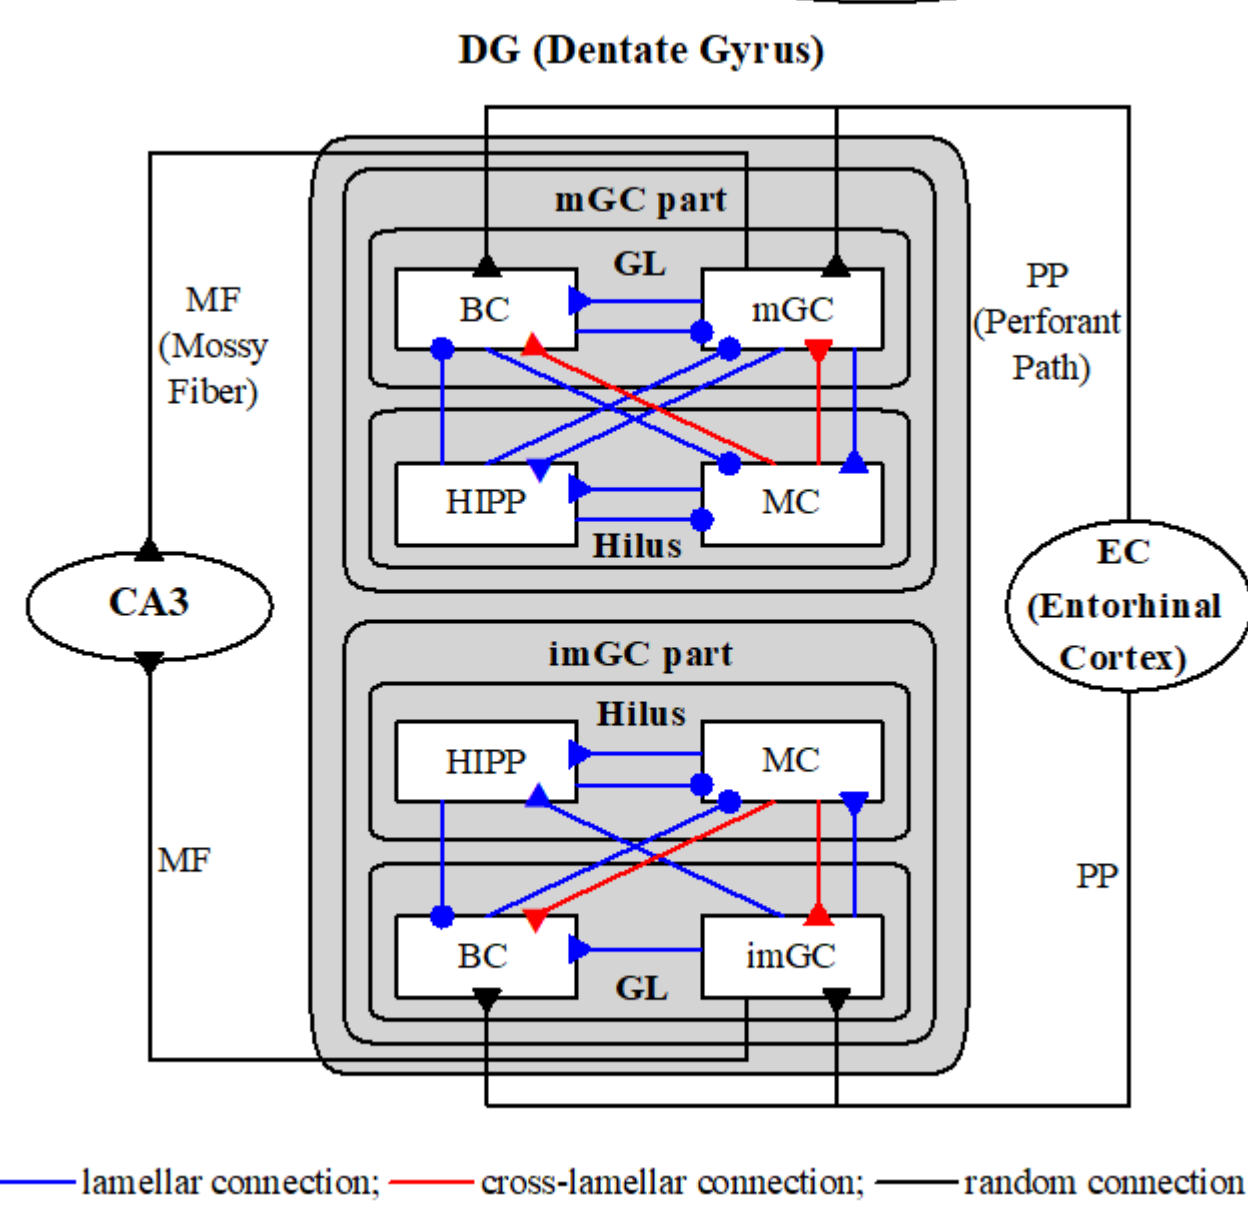 DG (Dentate Gyrus)
mGC part
GL
BC
mGC
MF
(Mossy
Fiber)
PP
(Perforant
Path)
HIPP
MC
Hilus
CA3
EC
(Entorhinal
Cortex)
imGC part
Hilus
HIPP
MC
MF
PP
BC
imGC
GL
lamellar connection; cross-lamellar connection; random connection